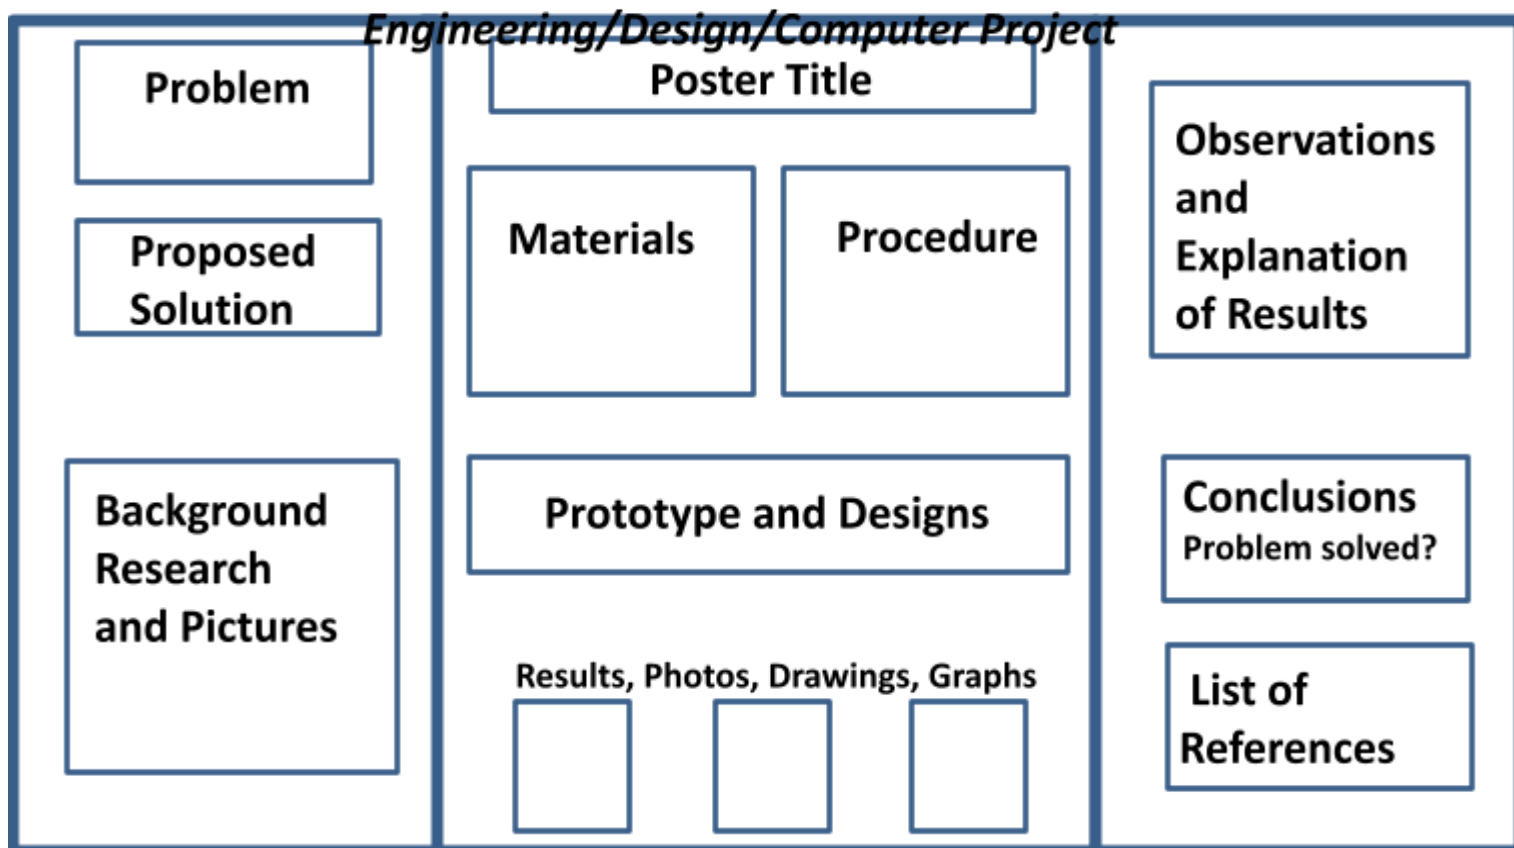 Engineering/Design/Computer Project
Problem
Proposed
Solution
Background
Research
and Pictures
Poster Title
Materials
Procedure
Prototype and Designs
Results, Photos, Drawings, Graphs
Observations
and
Explanation
of Results
Conclusions
Problem solved?
List of
References